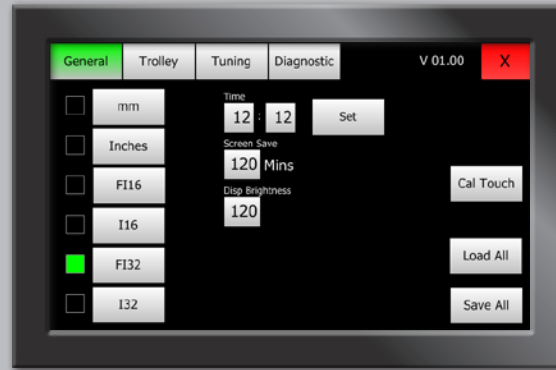 General Trolley Tuning Diagnostic V 01.00 X
mm
Inches
FI16
I16
FI32
I32
Time
12 : 12 Set
Screen Save
120 Mins
Disp Brightness
120
Cal Touch
Load All
Save All